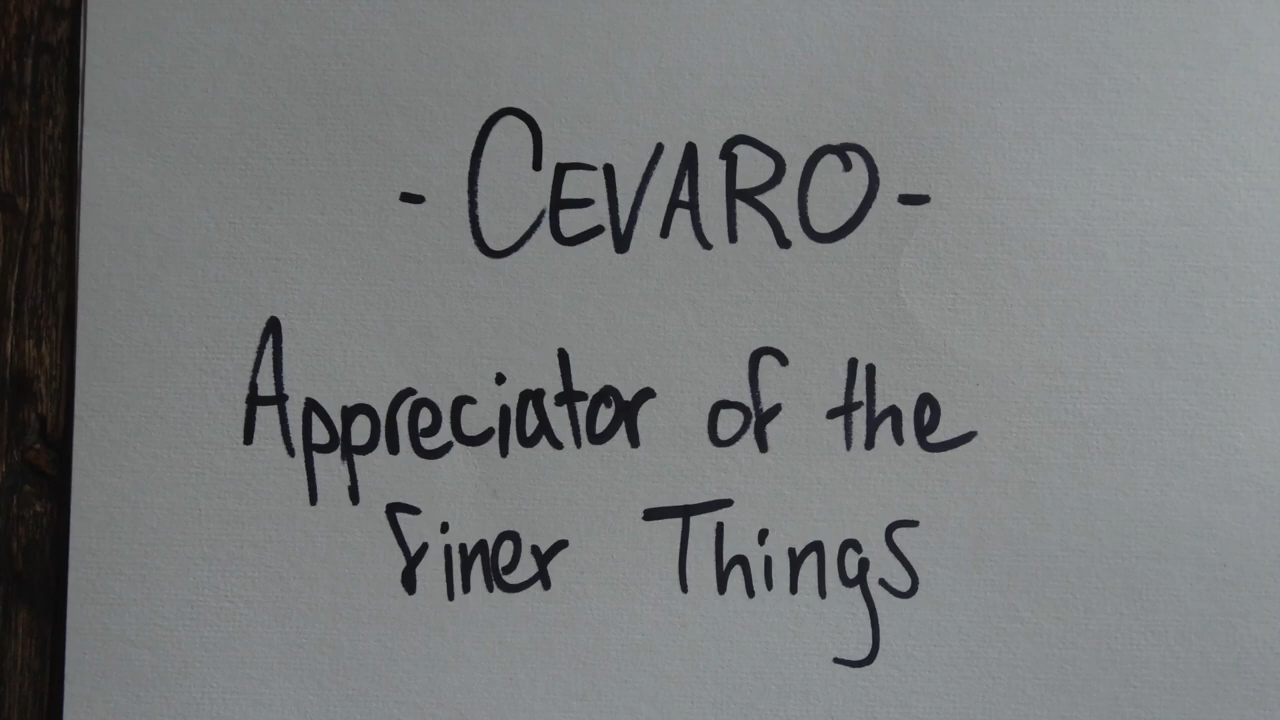 - CEVARO -
Appreciator of the
finer Things